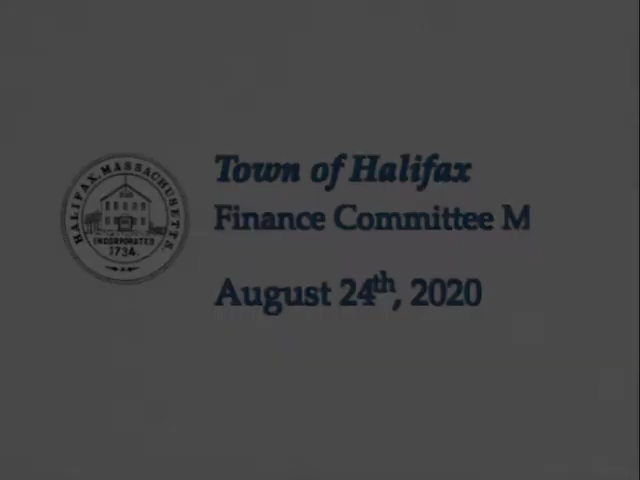 HALIFAX, MASSACHUSETTS.
INCORPORATED
1734.
Town of Halifax
Finance Committee M
August 24th, 2020